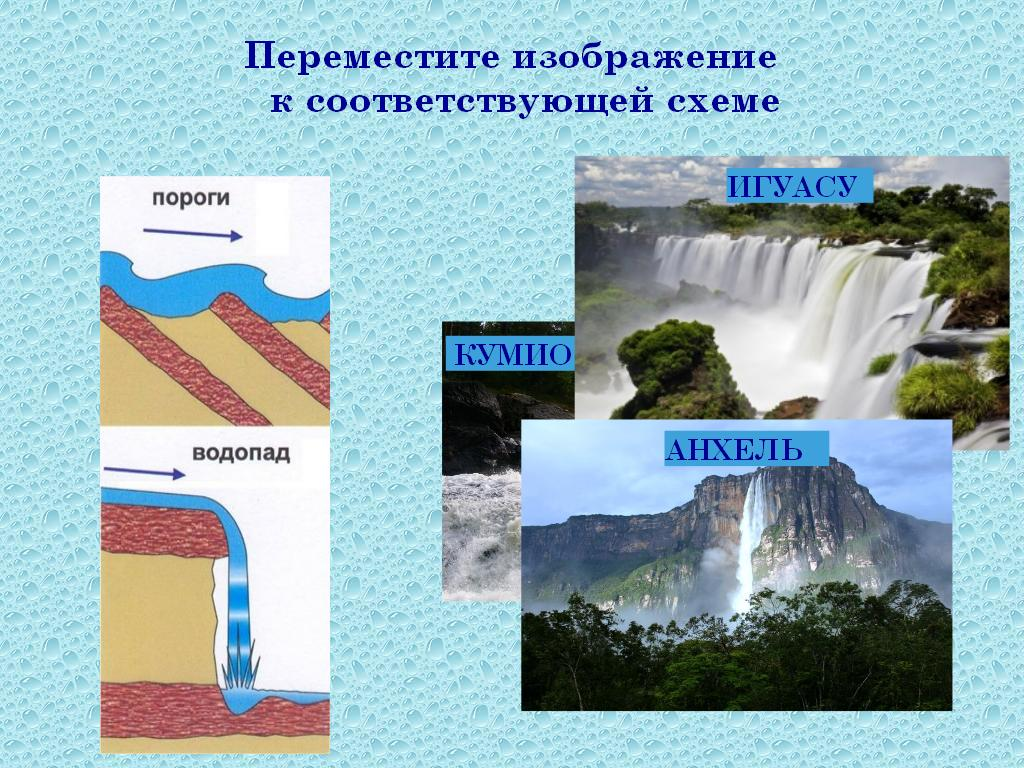 Переместите изображение
к соответствующей схеме
пороги
ИГУАСУ
КУМИО
водопад
АНХЕЛЬ